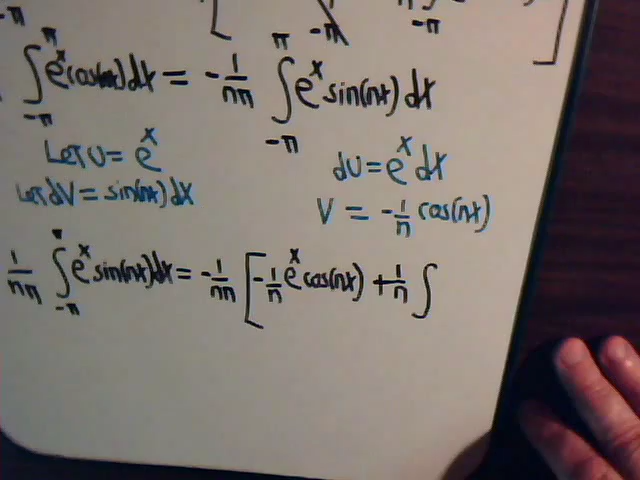 -π [ π -π -π ]
∫_{-π}^{π} e^x cos(nx) dx = -1/nπ ∫_{-π}^{π} e^x sin(nx) dx
Let U = e^x   dU = e^x dx
Let dV = sin(nx) dx   V = -1/n cos(nx)
1/nπ ∫_{-π}^{π} e^x sin(nx) dx = -1/nπ [ -1/n e^x cos(nx) + 1/n ∫